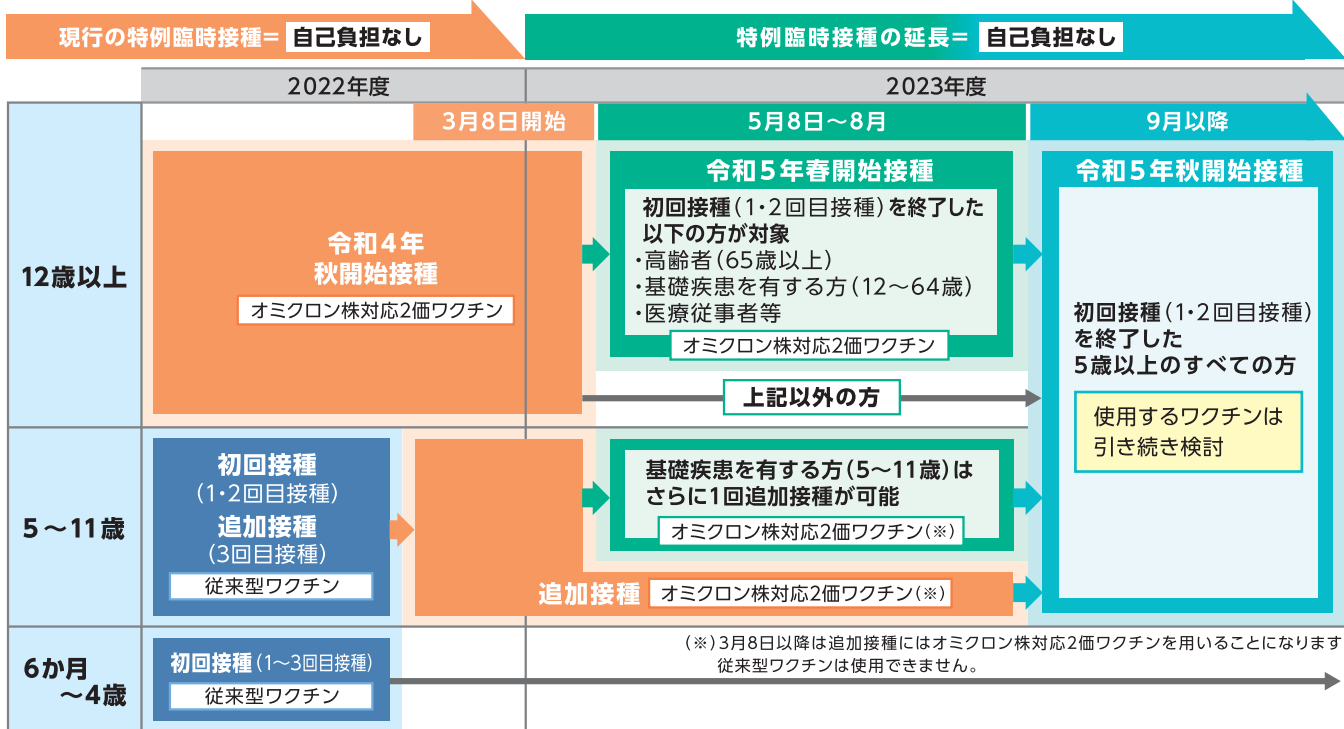 現行の特例臨時接種= 自己負担なし
特例臨時接種の延長= 自己負担なし
2022年度
2023年度
3月8日開始
5月8日～8月
9月以降
12歳以上
令和4年
秋開始接種
オミクロン株対応2価ワクチン
令和5年春開始接種
初回接種(1・2回目接種)を終了した
以下の方が対象
・高齢者(65歳以上)
・基礎疾患を有する方(12～64歳)
・医療従事者等
オミクロン株対応2価ワクチン
上記以外の方
令和5年秋開始接種
初回接種(1・2回目接種)
を終了した
5歳以上のすべての方
使用するワクチンは
引き続き検討
5～11歳
初回接種
(1・2回目接種)
追加接種
(3回目接種)
従来型ワクチン
基礎疾患を有する方(5～11歳)は
さらに1回追加接種が可能
オミクロン株対応2価ワクチン(※)
追加接種 オミクロン株対応2価ワクチン(※)
6か月
～4歳
初回接種(1～3回目接種)
従来型ワクチン
(※)3月8日以降は追加接種にはオミクロン株対応2価ワクチンを用いることになります
従来型ワクチンは使用できません。